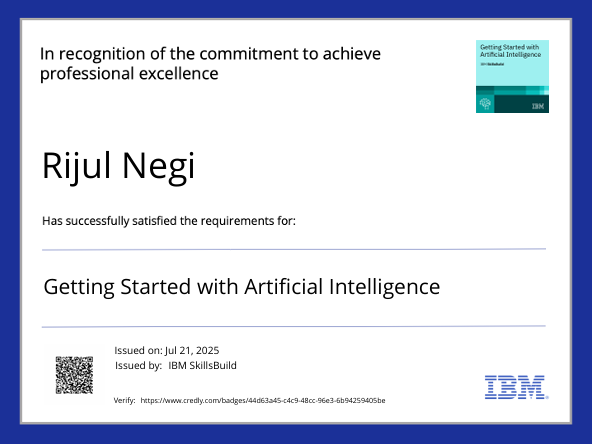 In recognition of the commitment to achieve
professional excellence
Getting Started with
Artificial Intelligence
IBM SkillsBuild
IBM
Rijul Negi
Has successfully satisfied the requirements for:
Getting Started with Artificial Intelligence
Issued on: Jul 21, 2025
Issued by: IBM SkillsBuild
Verify: https://www.credly.com/badges/44d63a45-c4c9-48cc-96e3-6b94259405be
IBM